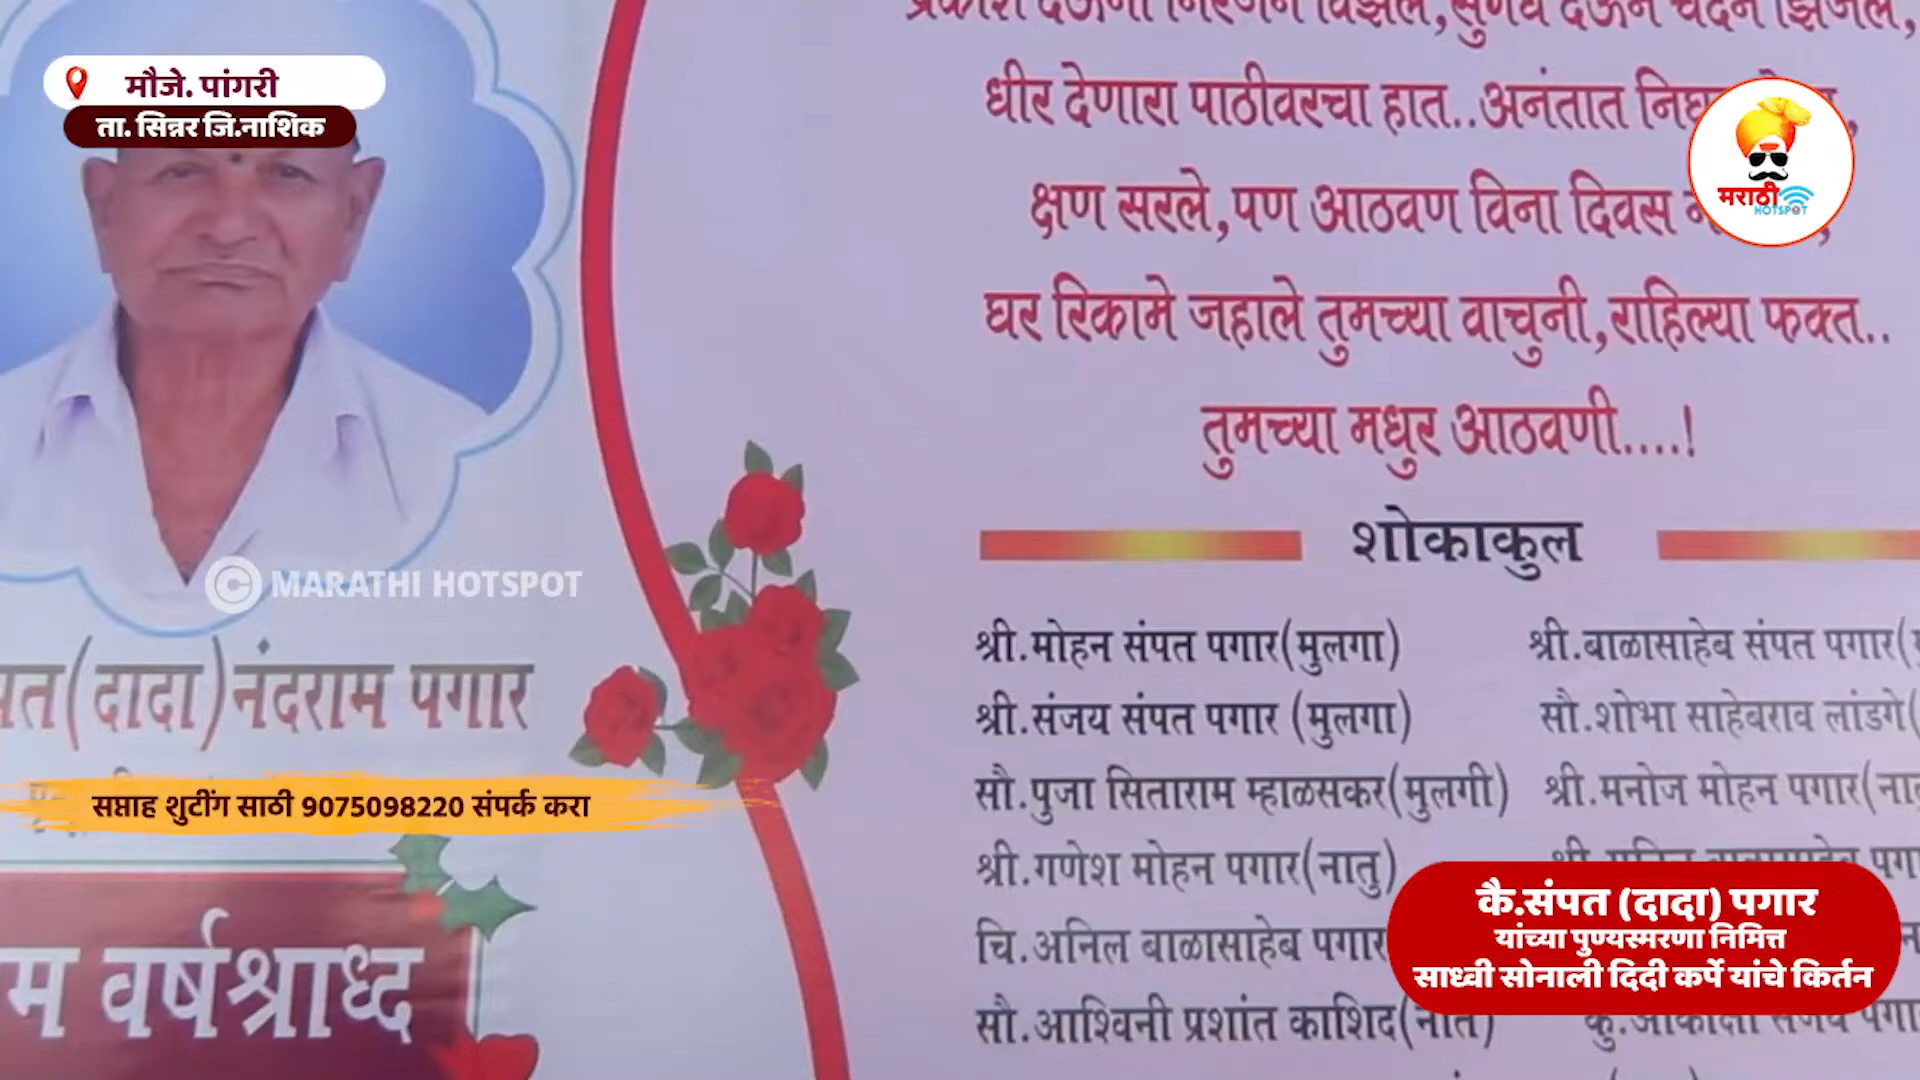 मौजे. पांगरी
ता. सिन्नर जि.नाशिक
धीर देणारा पाठीवरचा हात..अनंतात
क्षण सरले,पण आठवण विना दिवस
घर रिकामे जहाले तुमच्या वाचुनी,राहिल्या फक्त..
तुमच्या मधुर आठवणी....!
मराठी
HOTSPOT
शोकाकुल
© MARATHI HOTSPOT
(दादा)नंदराम पगार
श्री.मोहन संपत पगार(मुलगा)
श्री.बाळासाहेब संपत पगार(
श्री.संजय संपत पगार (मुलगा)
सौ.शोभा साहेबराव लांडगे(
सौ.पुजा सिताराम म्हाळसकर(मुलगी)
श्री.मनोज मोहन पगार(
श्री.गणेश मोहन पगार(नातु)
चि.अनिल बाळासाहेब पगार
सौ.आश्विनी प्रशांत काशिद(नात)
सप्ताह शुटींग साठी 9075098220 संपर्क करा
वर्षश्राध्द
कै.संपत (दादा) पगार
यांच्या पुण्यस्मरणा निमित्त
साध्वी सोनाली दिदी कर्पे यांचे किर्तन